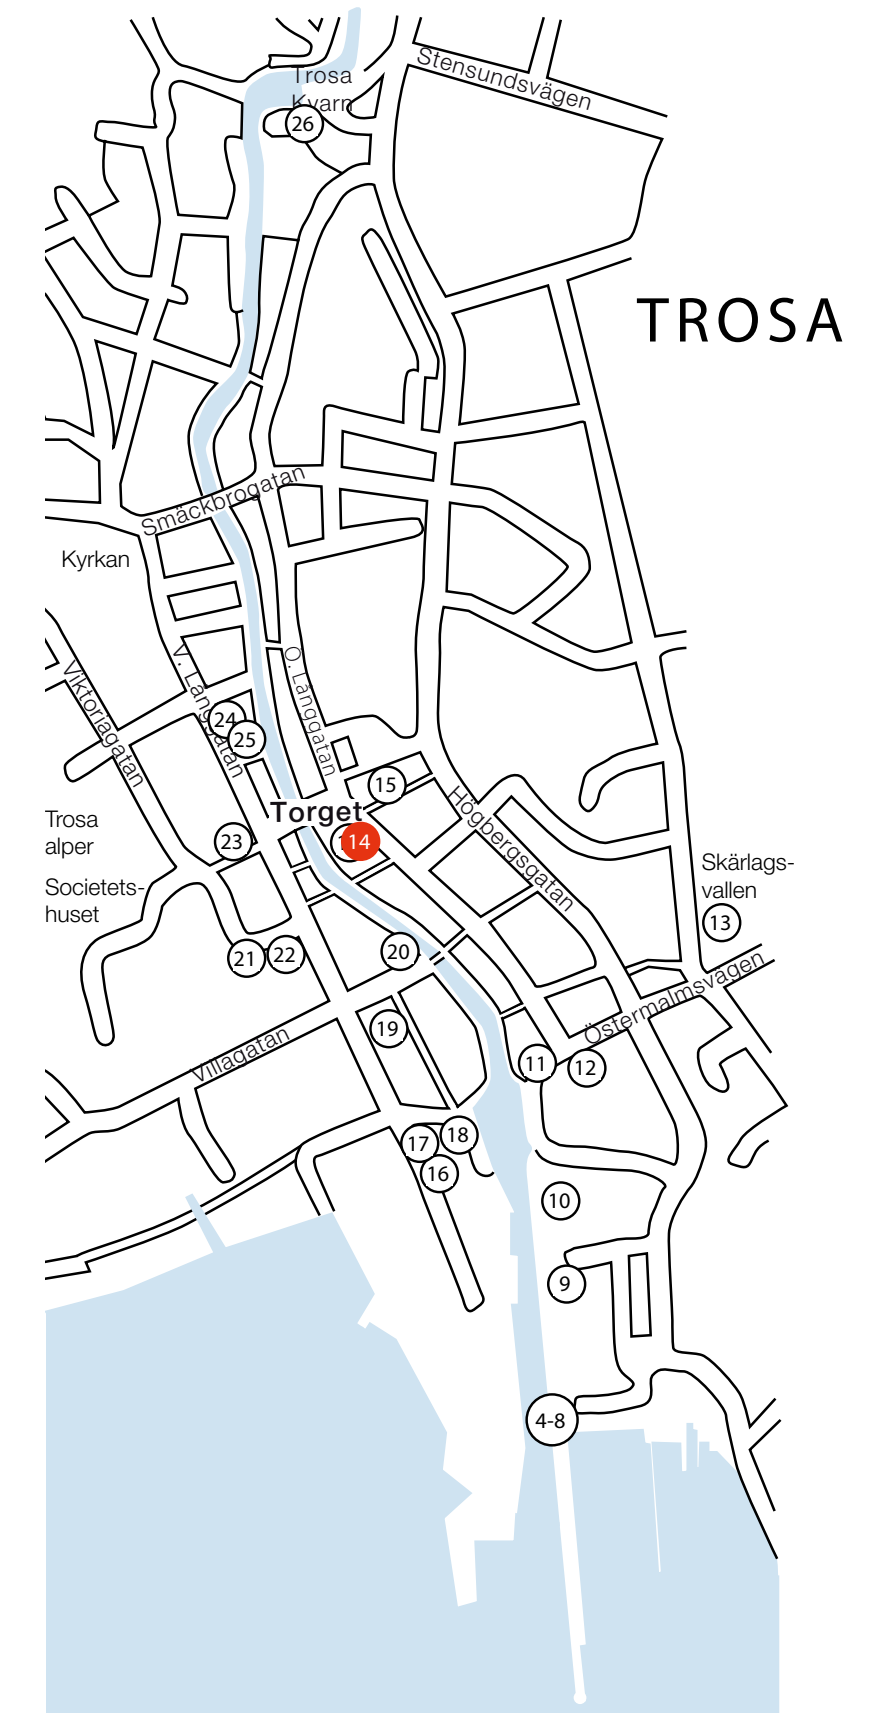 Stensundsvägen
Trosa
Kvarn
26
TROSA
Smäckbrogatan
Kyrkan
Viktoriagatan
V. Långgatan
Ö. Långgatan
24
25
15
Torget
14
Högbergsgatan
Trosa
alper
23
Societets-
huset
Skärlags-
vallen
13
21
22
20
Östermalmsvägen
19
Villagatan
11
12
17
18
16
10
9
4-8